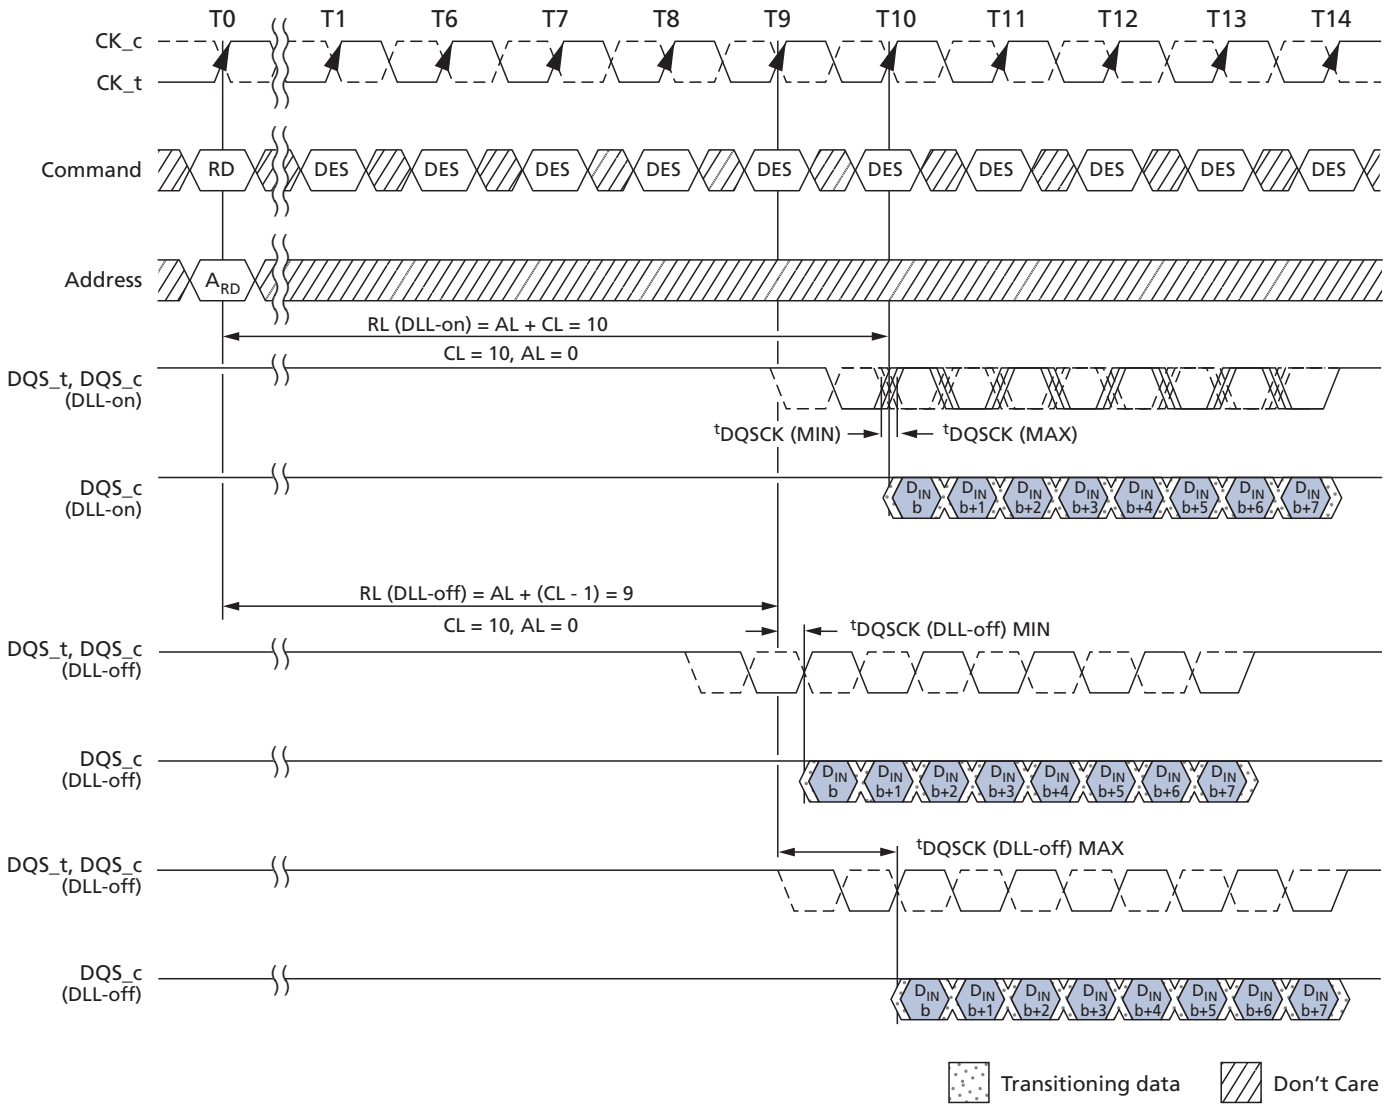 T0 T1 T6 T7 T8 T9 T10 T11 T12 T13 T14
CK_c
CK_t
Command RD DES DES DES DES DES DES DES DES DES DES
Address A_RD
RL (DLL-on) = AL + CL = 10
CL = 10, AL = 0
DQS_t, DQS_c
(DLL-on)
tDQSCK (MIN) tDQSCK (MAX)
DQS_c
(DLL-on)
DIN DIN DIN DIN DIN DIN DIN DIN
b b+1 b+2 b+3 b+4 b+5 b+6 b+7
RL (DLL-off) = AL + (CL - 1) = 9
CL = 10, AL = 0
tDQSCK (DLL-off) MIN
DQS_t, DQS_c
(DLL-off)
DQS_c
(DLL-off)
DIN DIN DIN DIN DIN DIN DIN DIN
b b+1 b+2 b+3 b+4 b+5 b+6 b+7
tDQSCK (DLL-off) MAX
DQS_t, DQS_c
(DLL-off)
DQS_c
(DLL-off)
DIN DIN DIN DIN DIN DIN DIN DIN
b b+1 b+2 b+3 b+4 b+5 b+6 b+7
Transitioning data Don't Care